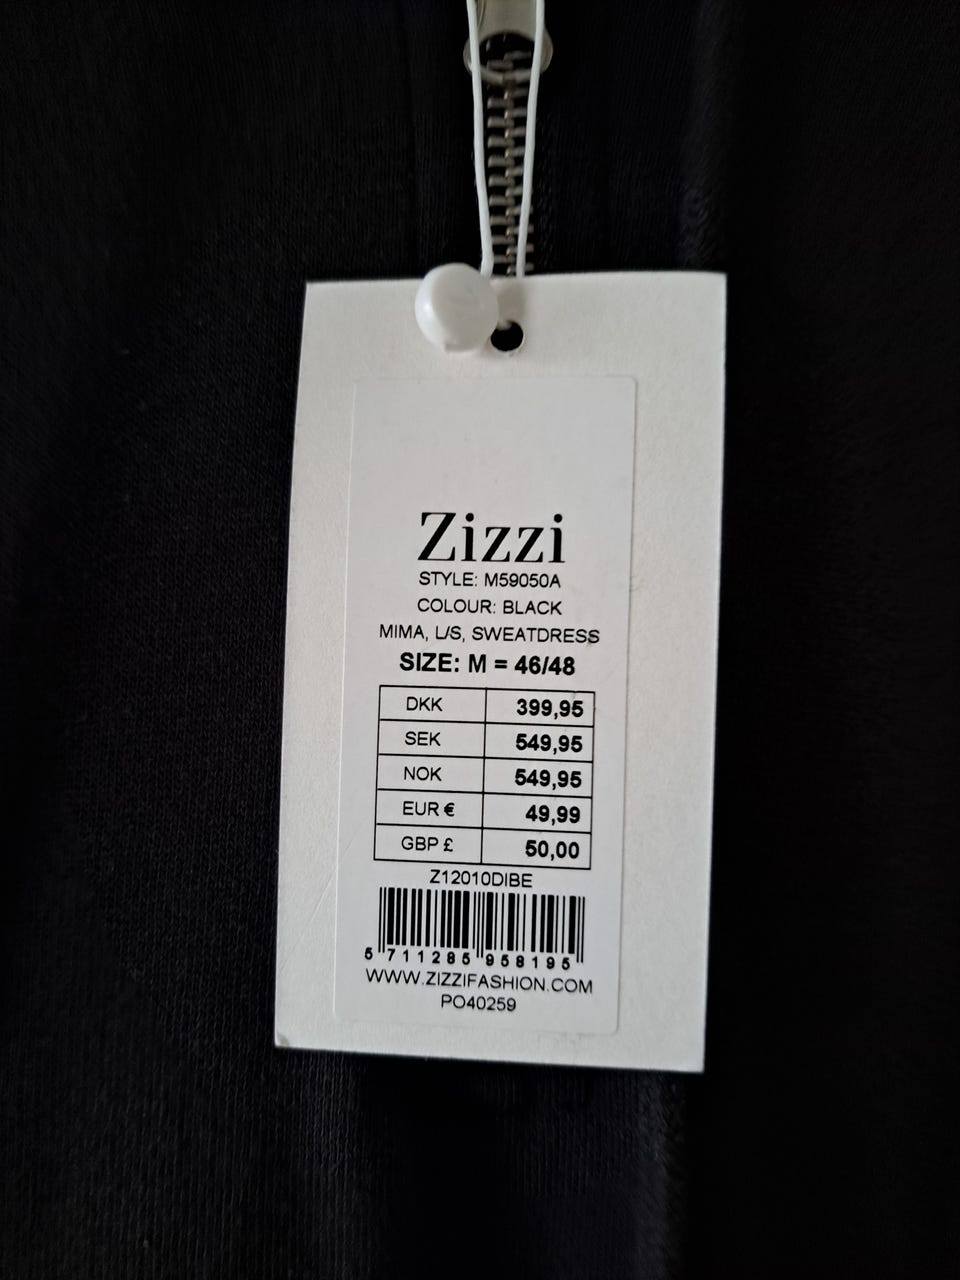 Zizzi
STYLE: M59050A
COLOUR: BLACK
MIMA, L/S, SWEATDRESS
SIZE: M = 46/48
DKK 399,95
SEK 549,95
NOK 549,95
EUR € 49,99
GBP £ 50,00
Z12010DIBE
5 711285 958195
WWW.ZIZZIFASHION.COM
PO40259